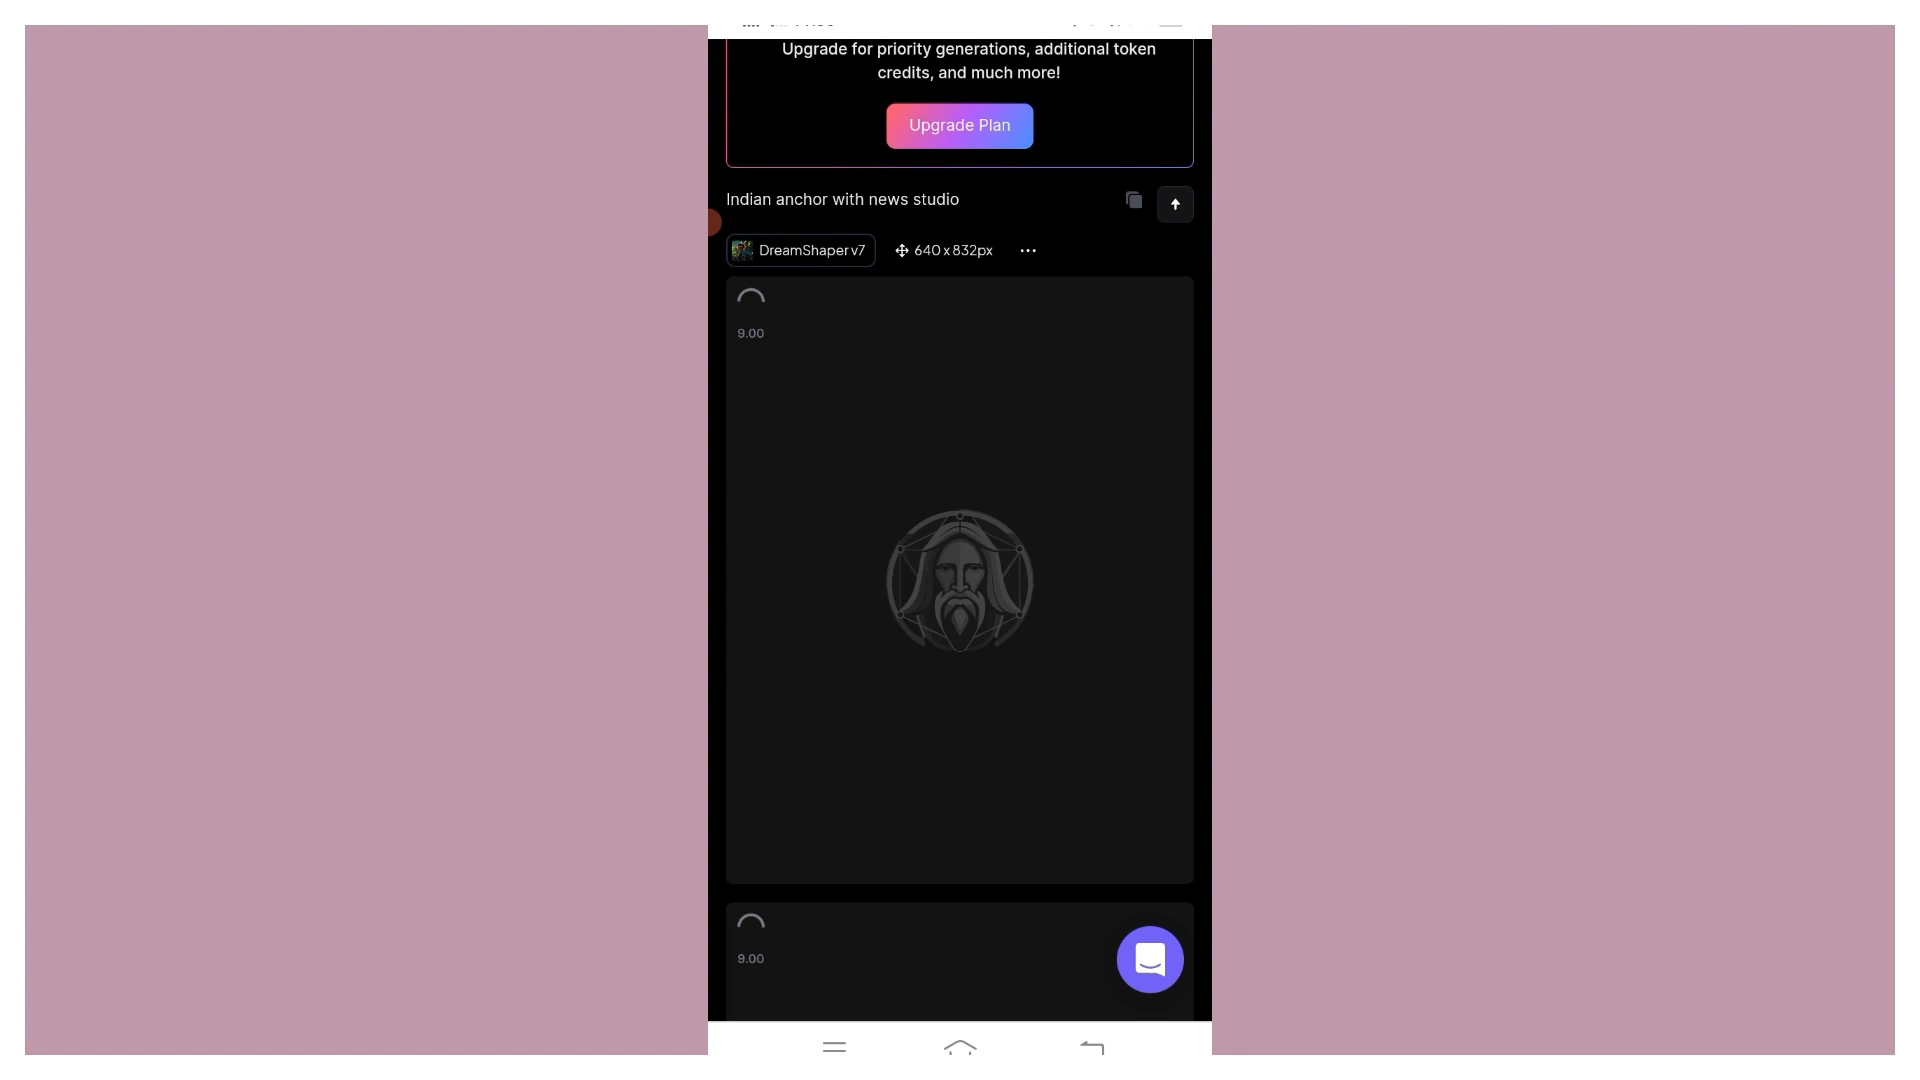 Upgrade for priority generations, additional token
credits, and much more!
Upgrade Plan
Indian anchor with news studio
DreamShaper v7
640 x 832px
9.00
9.00